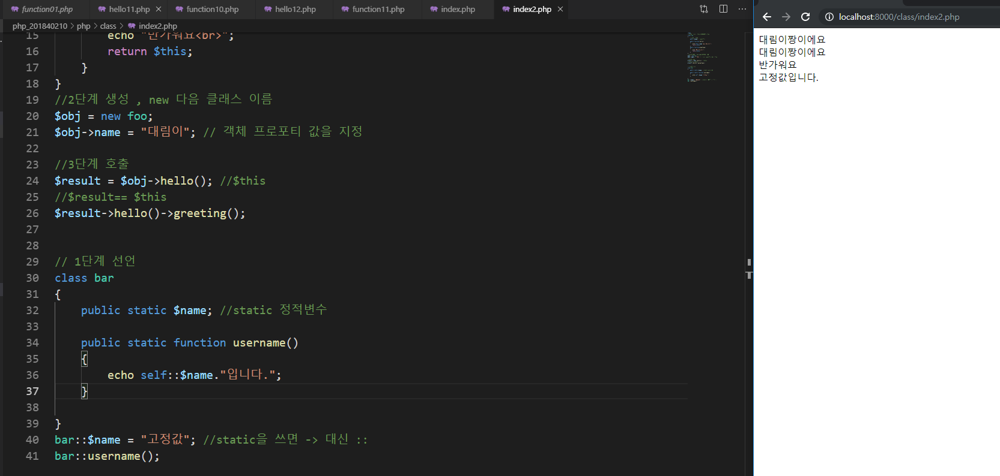 function01.php hello11.php function10.php hello12.php function11.php index.php index2.php
php_201840210 > php > class > index2.php
15 echo "반가워요<br>";
16 return $this;
17 }
18 }
19 //2단계 생성 , new 다음 클래스 이름
20 $obj = new foo;
21 $obj->name = "대림이"; // 객체 프로포티 값을 지정
22
23 //3단계 호출
24 $result = $obj->hello(); //$this
25 //$result== $this
26 $result->hello()->greeting();
27
28
29 // 1단계 선언
30 class bar
31 {
32 public static $name; //static 정적변수
33
34 public static function username()
35 {
36 echo self::$name."입니다.";
37 }
38
39 }
40 bar::$name = "고정값"; //static을 쓰면 -> 대신 ::
41 bar::username();
localhost:8000/class/index2.php
대림이짱이에요
대림이짱이에요
반가워요
고정값입니다.